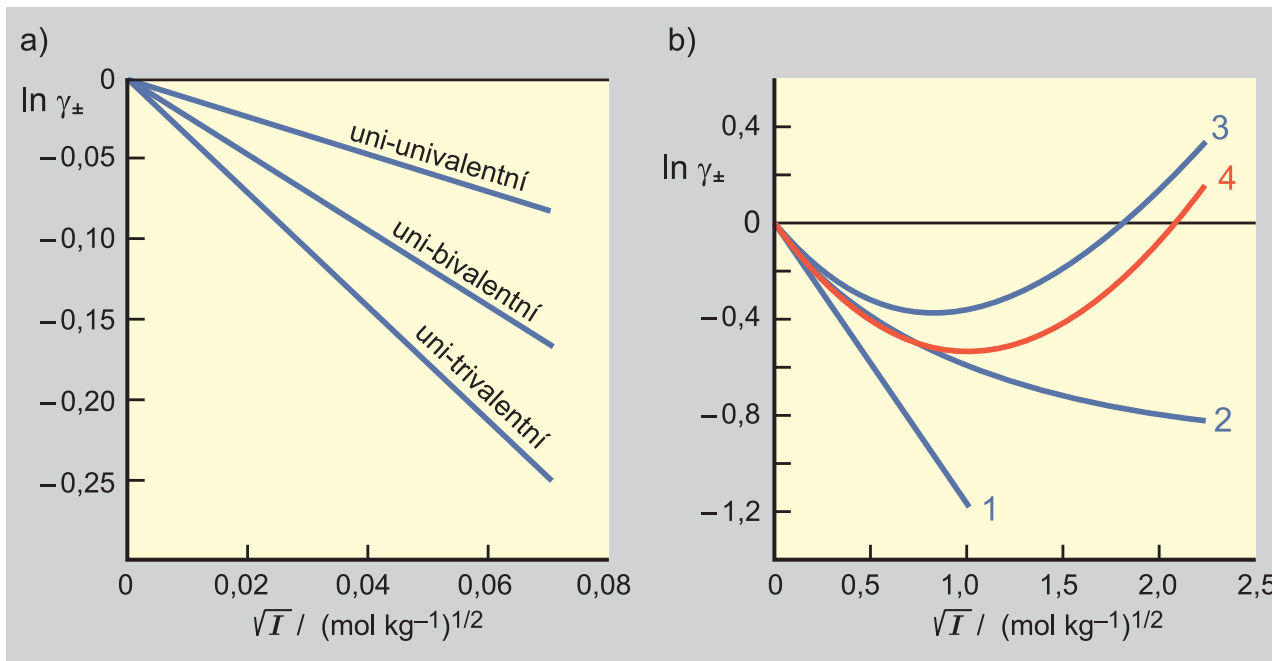 a)
0
ln γ±
−0,05
−0,10
−0,15
−0,20
−0,25
uni-univalentní
uni-bivalentní
uni-trivalentní
0 0,02 0,04 0,06 0,08
√I / (mol kg⁻¹)¹/²
b)
0,4
ln γ±
0
−0,4
−0,8
−1,2
3
4
2
1
0 0,5 1,0 1,5 2,0 2,5
√I / (mol kg⁻¹)¹/²